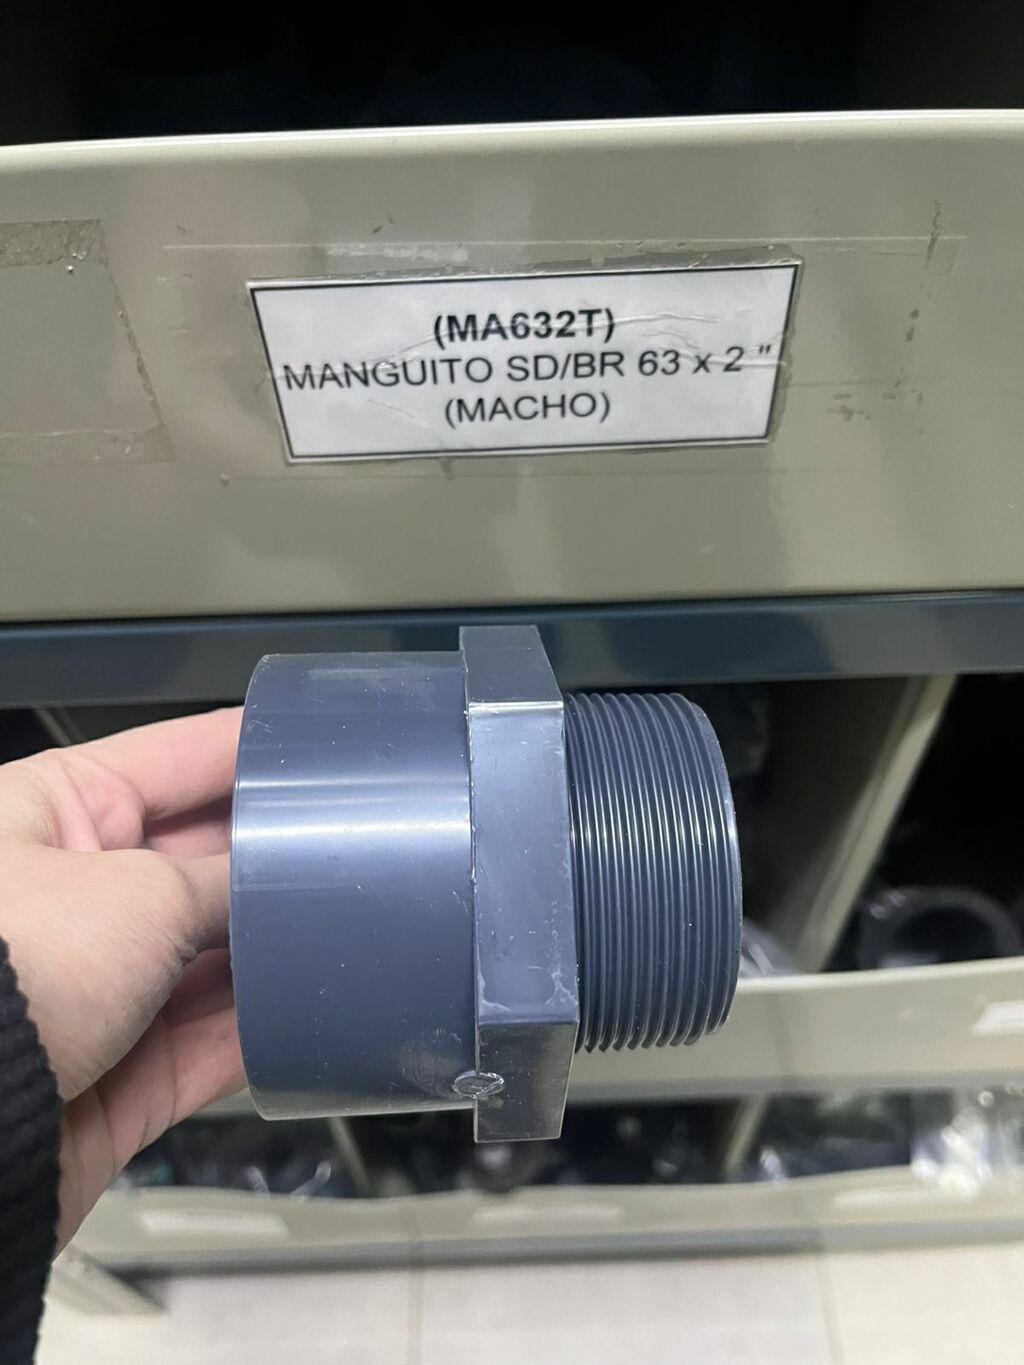 (MA632T)
MANGUITO SD/BR 63 x 2 "
(MACHO)